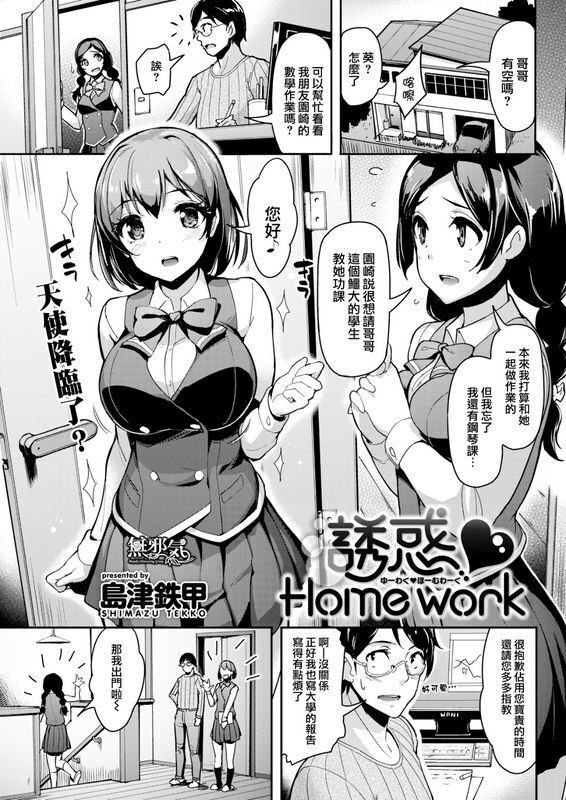 哥哥
有空嗎?
喀嚓
葵?
怎麼了
可以幫忙看看
我朋友園崎的
數學作業嗎?
誒?
本來我打算和她
一起做作業的
但我忘了
我還有鋼琴課…
園崎說很想請哥哥
這個鱷大的學生
教她功課
您好♪
キラ
キラ
天使降臨了?
無邪気
presented by
島津鉄甲
SHIMAZU TEKKO
誘惑♥
ゆーわく♥ほーむわーく
Home work
很抱歉佔用您寶貴的時間
還請您多多指教
好可愛…
啊!沒關係
正好我也寫大學的報告
寫得有點煩了
那我出門啦~